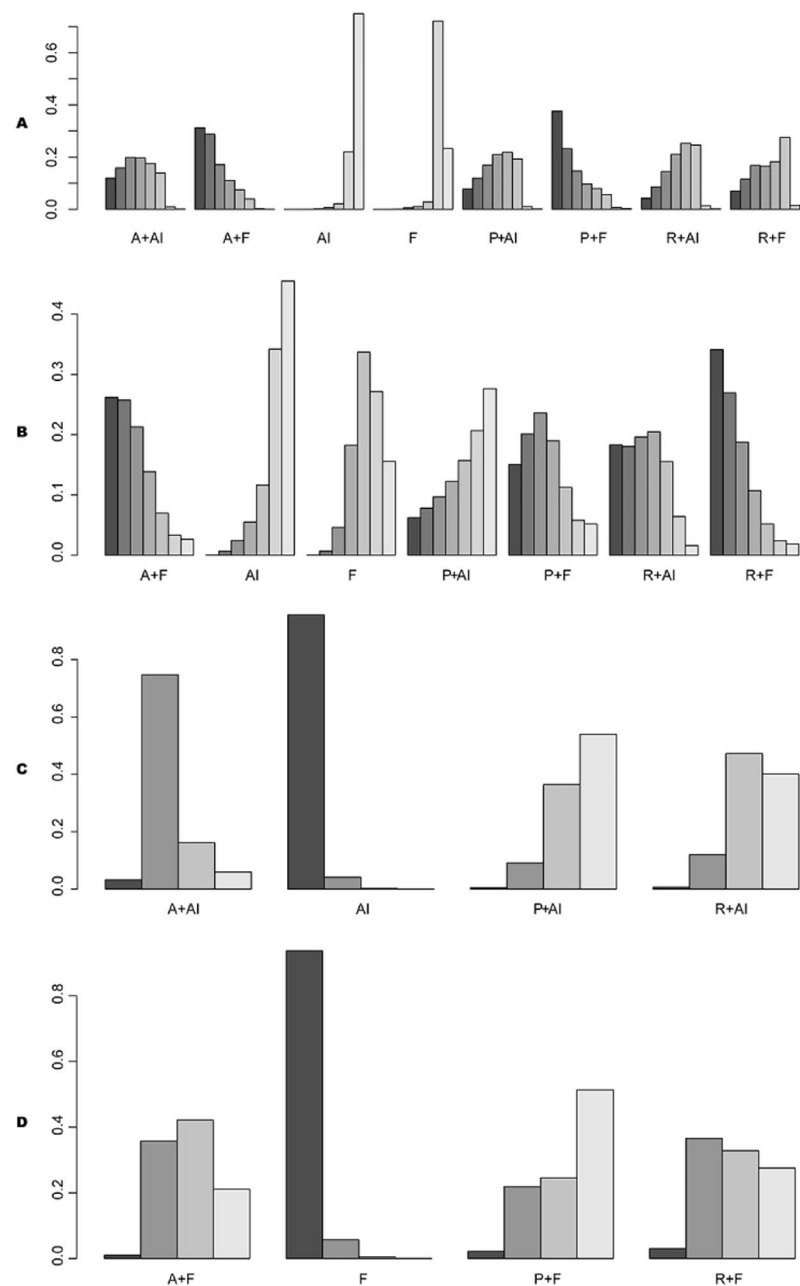 A
0.6
0.4
0.2
0.0
A+AI A+F AI F P+AI P+F R+AI R+F
B
0.4
0.3
0.2
0.1
0.0
A+F AI F P+AI P+F R+AI R+F
C
0.8
0.6
0.4
0.2
0.0
A+AI AI P+AI R+AI
D
0.8
0.6
0.4
0.2
0.0
A+F F P+F R+F